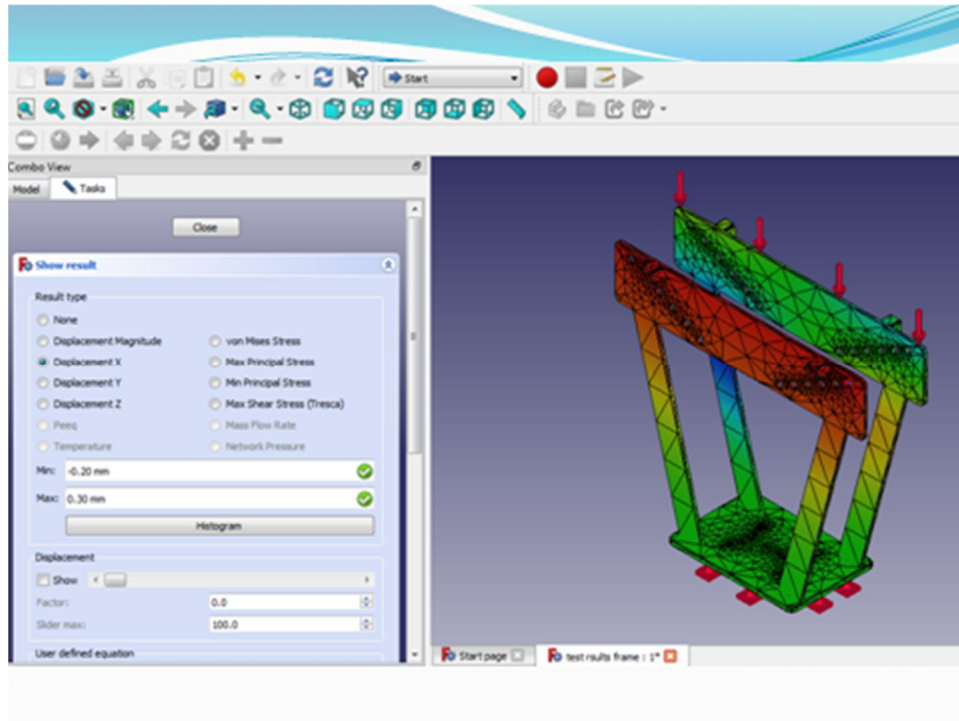 Start
Combo View
Model Tasks
Close
Show result
Result type
None
Displacement Magnitude von Mises Stress
Displacement X Max Principal Stress
Displacement Y Min Principal Stress
Displacement Z Max Shear Stress (Tresca)
Peeq Mass Flow Rate
Temperature Network Pressure
Min: -0.20 mm
Max: 0.30 mm
Histogram
Displacement
Show
Factor: 0.0
Slider max: 100.0
User defined equation
Start page test rsults frame : 1*